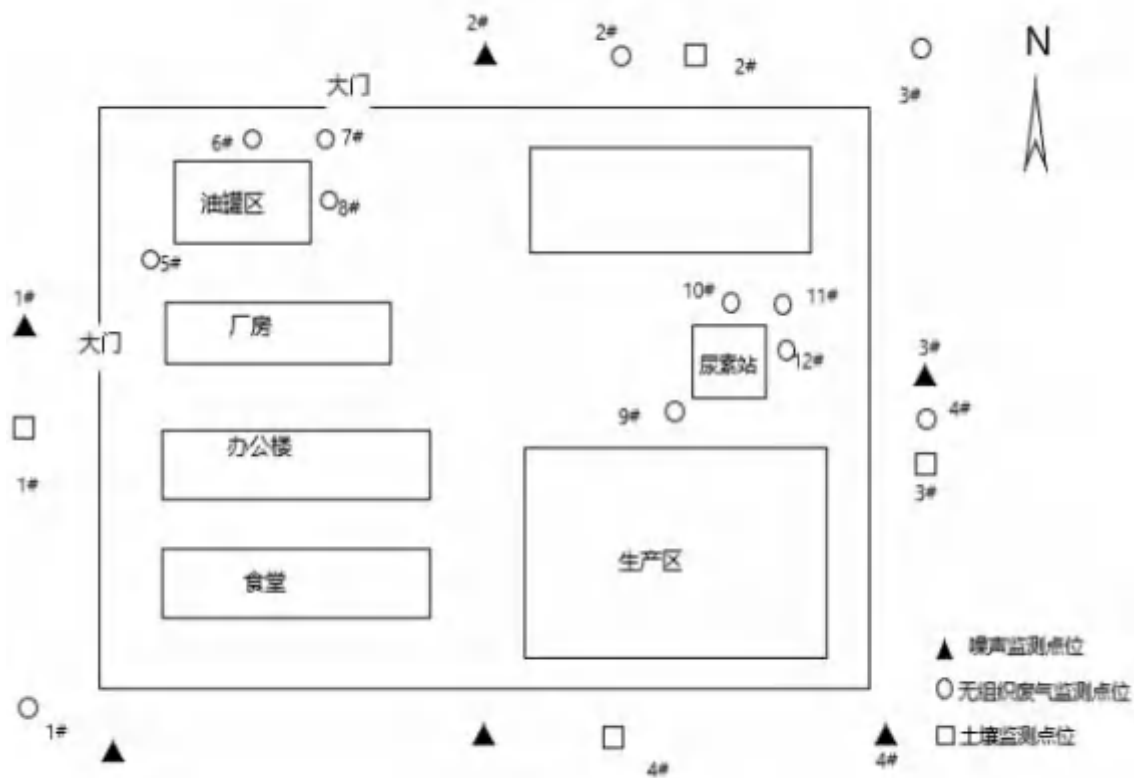 2#
2#
2#
3#
N
大门
6#
7#
油罐区
8#
5#
1#
厂房
大门
10#
11#
尿素站
12#
3#
9#
4#
1#
办公楼
3#
食堂
生产区
噪声监测点位
无组织废气监测点位
土壤监测点位
1#
4#
4#